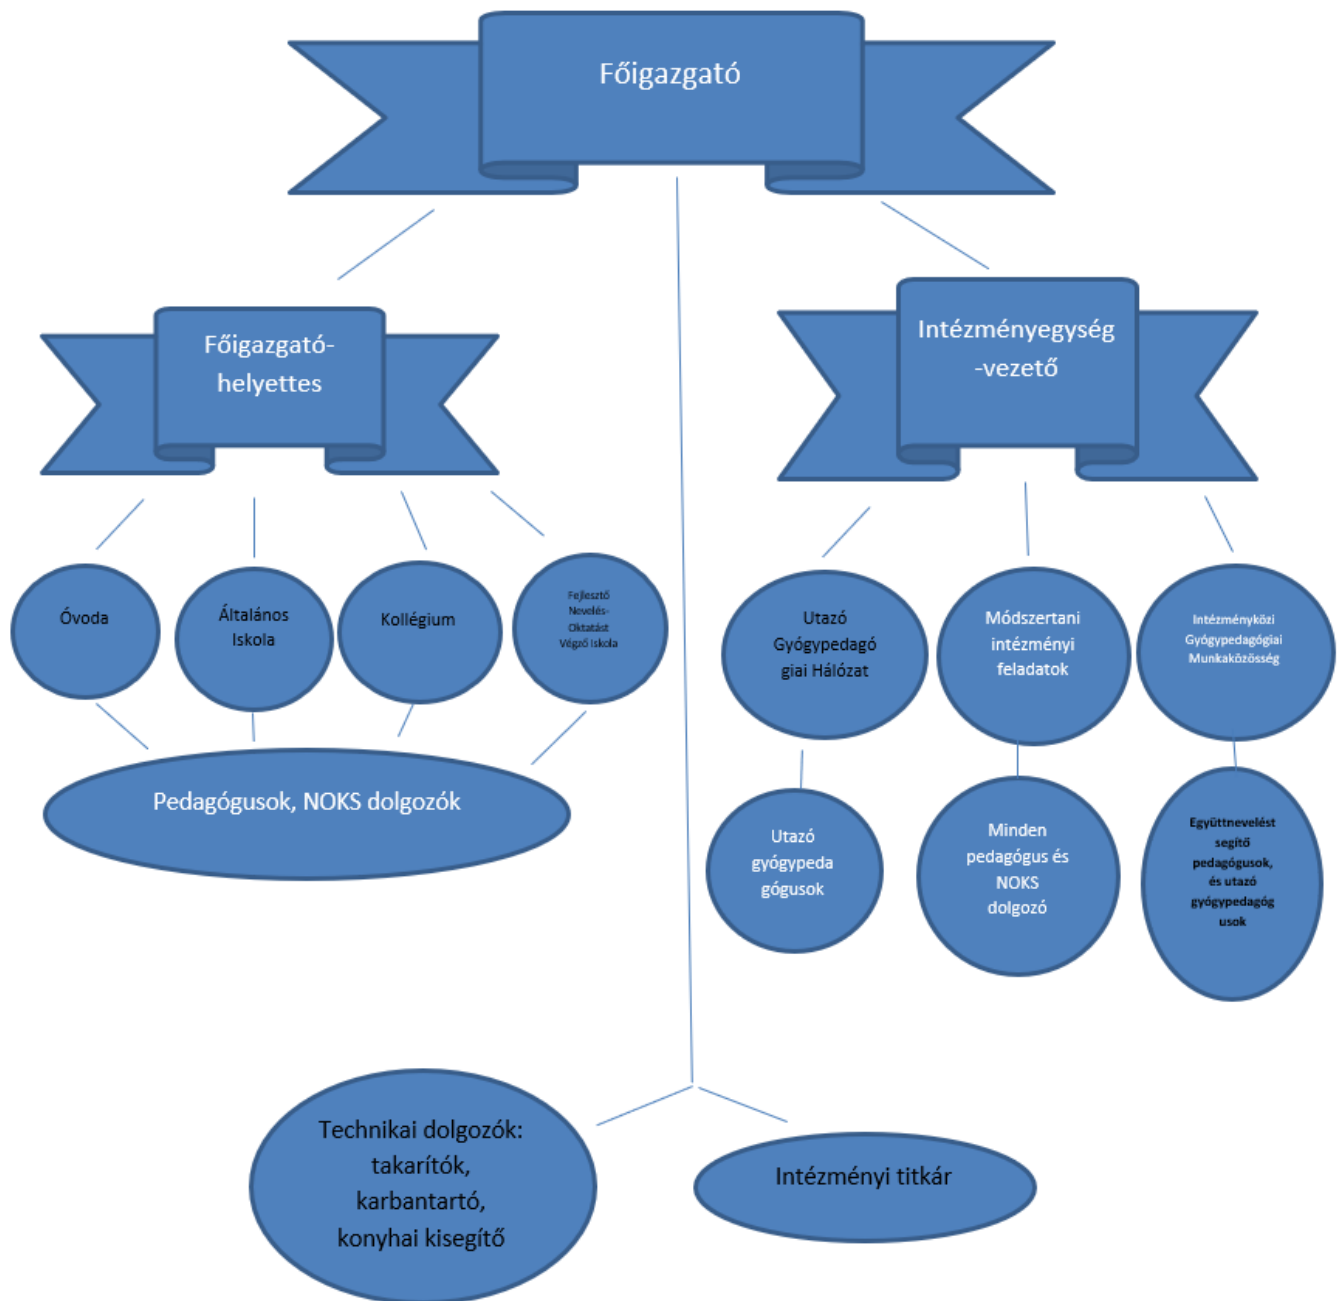 Főigazgató
Főigazgató-
helyettes
Intézményegység
-vezető
Óvoda
Általános
Iskola
Kollégium
Fejlesztő
Nevelés-
Oktatást
Végző Iskola
Utazó
Gyógypedagó
giai Hálózat
Módszertani
intézményi
feladatok
Intézményközi
Gyógypedagógiai
Munkaközösség
Pedagógusok, NOKS dolgozók
Utazó
gyógypeda
gógusok
Minden
pedagógus és
NOKS
dolgozó
Együttnevelést
segítő
pedagógusok,
és utazó
gyógypedagóg
usok
Technikai dolgozók:
takarítók,
karbantartó,
konyhai kisegítő
Intézményi titkár